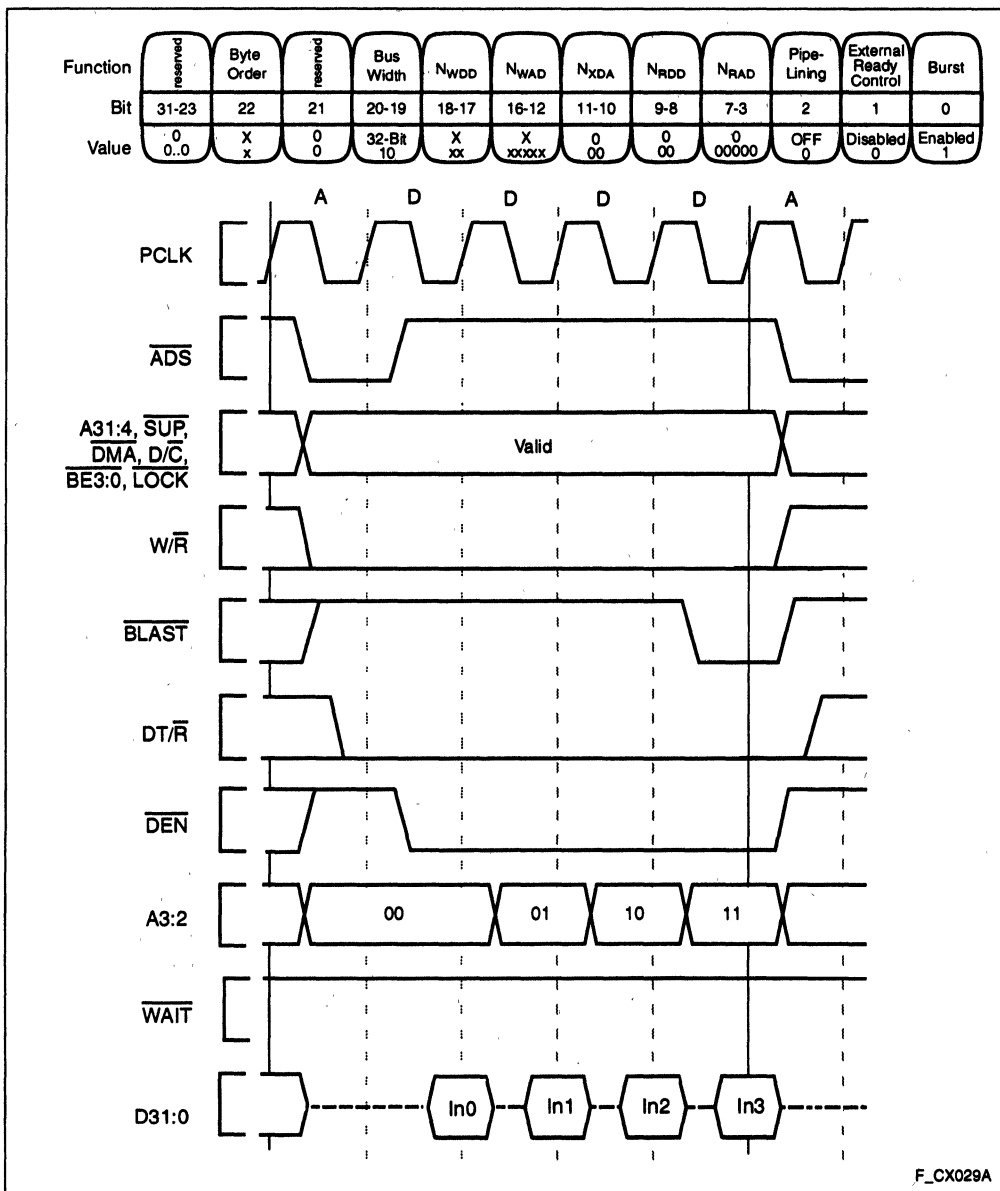 Function reserved Byte Order reserved Bus Width NWDD NWAD NXDA NRDD NRAD Pipe-Lining External Ready Control Burst
Bit 31-23 22 21 20-19 18-17 16-12 11-10 9-8 7-3 2 1 0
Value 0 X 0 32-Bit X X 0 0 0 OFF Disabled Enabled
0..0 x 0 10 xx xxxxx 00 00 00000 0 0 1
A D D D D A
PCLK
ADS
A31:4, SUP,
DMA, D/C,
BE3:0, LOCK
Valid
W/R
BLAST
DT/R
DEN
A3:2 00 01 10 11
WAIT
D31:0 In0 In1 In2 In3
F_CX029A